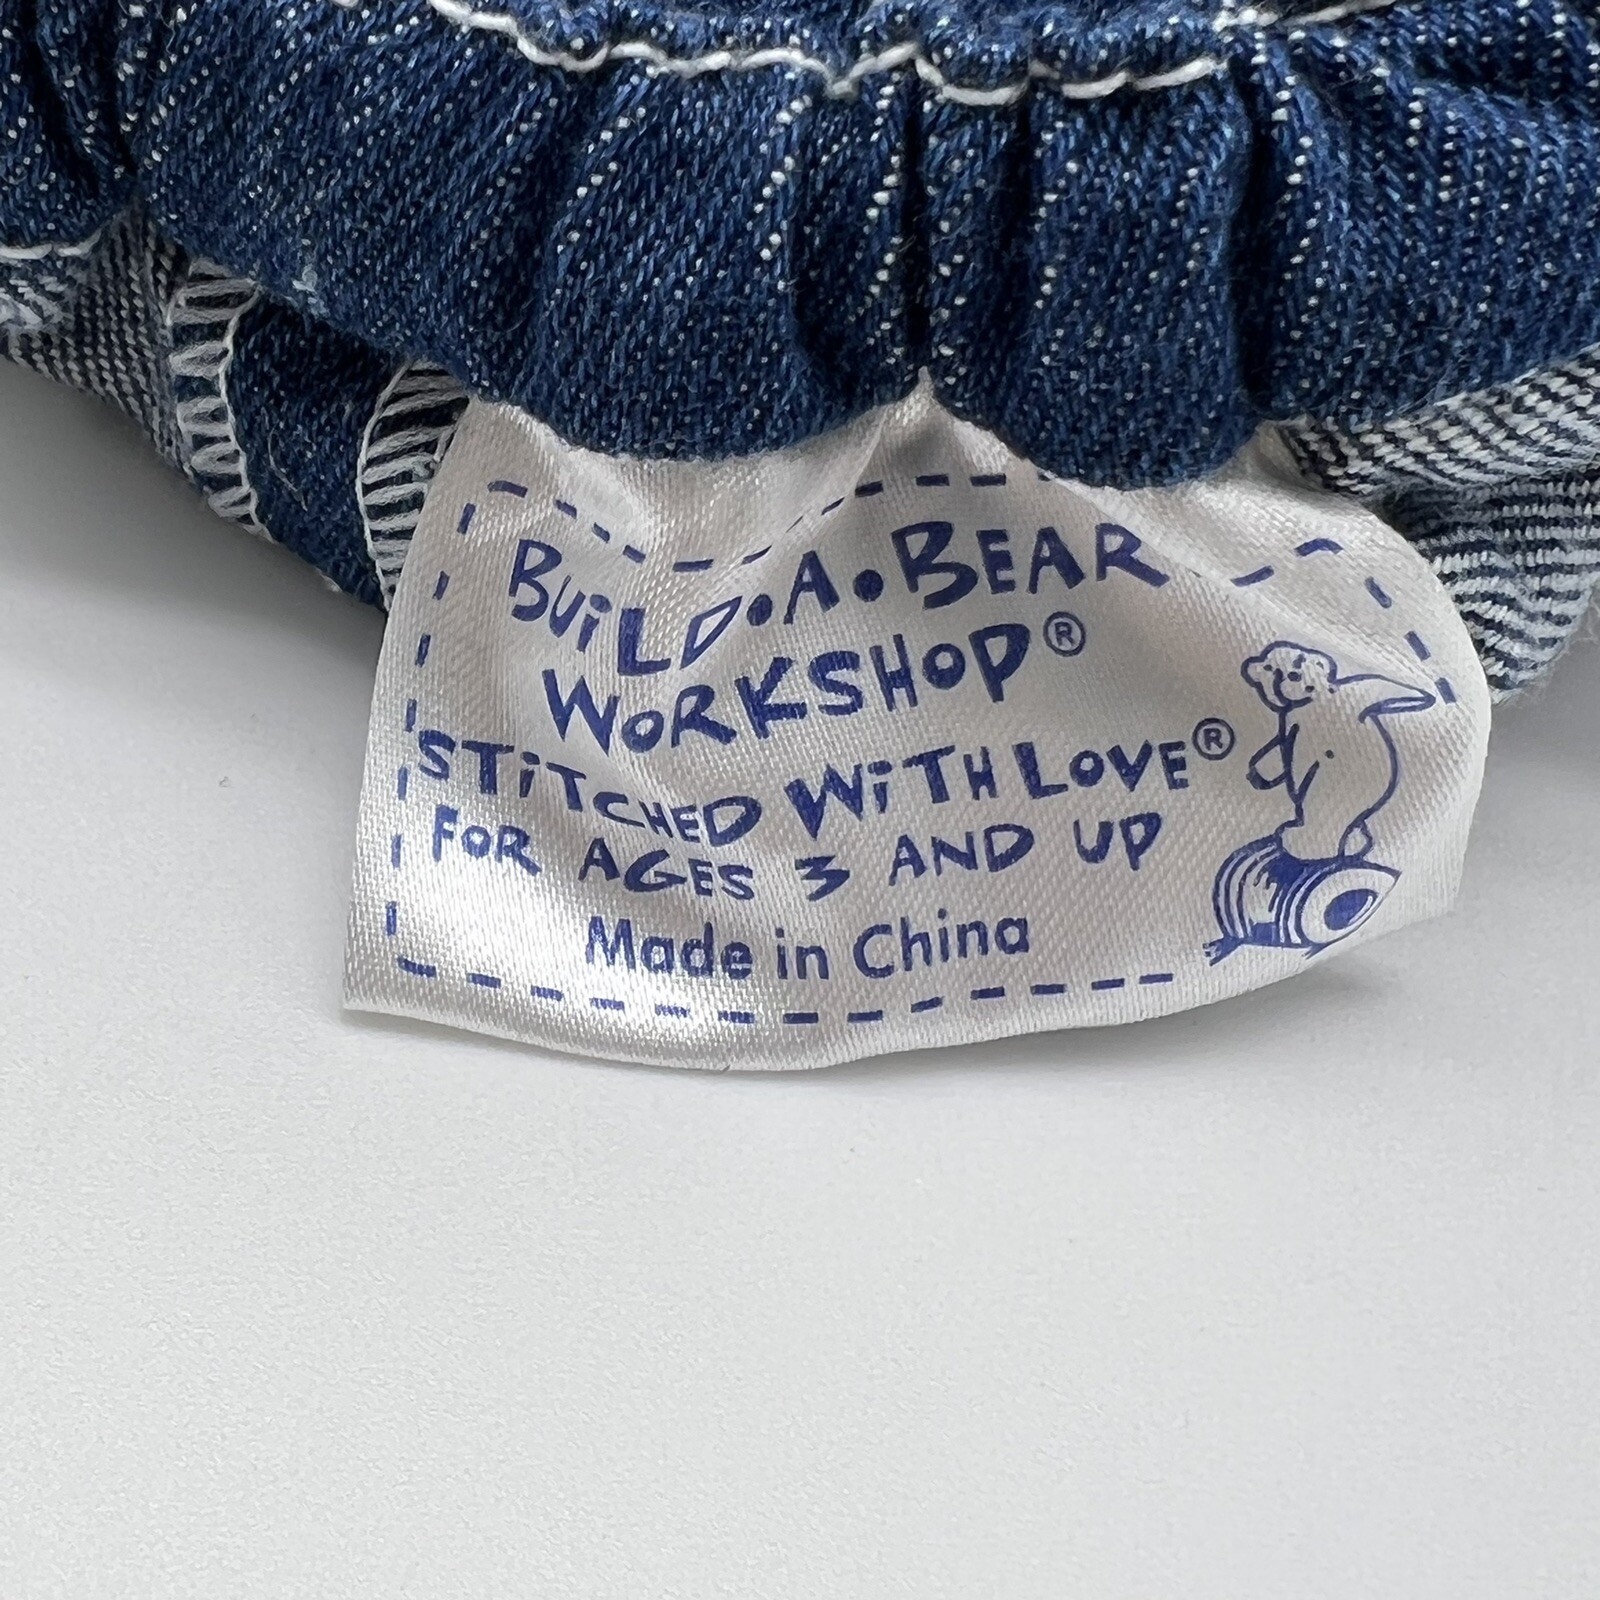 BUiLD•A•BEAR
WORKSHOP®
STiTCHED WiTH LOVE®
FOR AGES 3 AND UP
Made in China